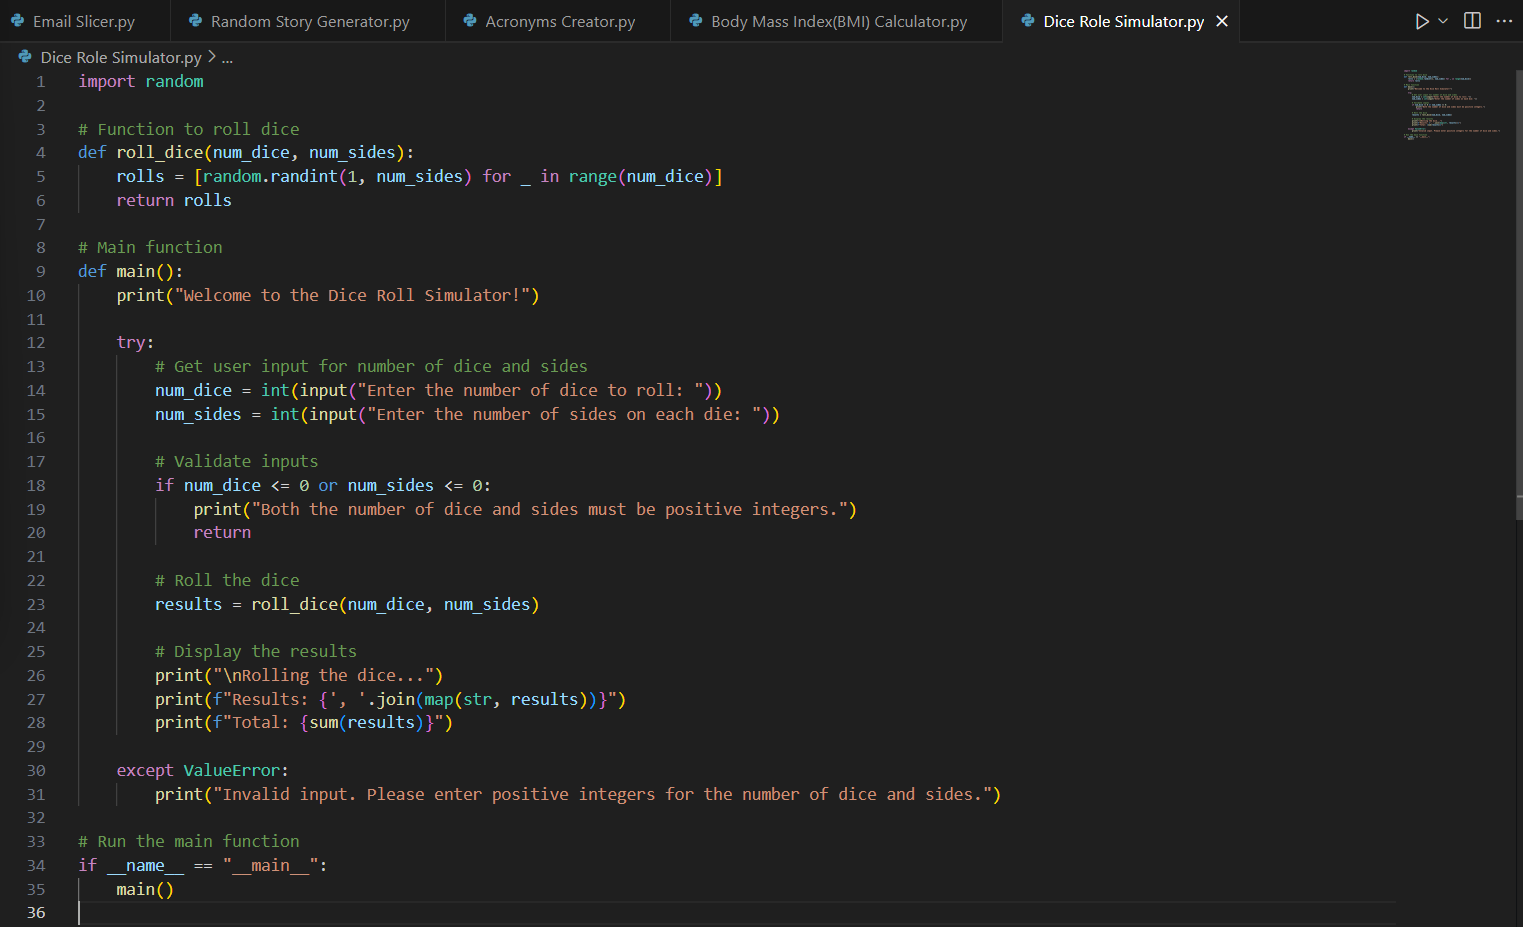 Email Slicer.py Random Story Generator.py Acronyms Creator.py Body Mass Index(BMI) Calculator.py Dice Role Simulator.py
Dice Role Simulator.py > ...
1 import random
2
3 # Function to roll dice
4 def roll_dice(num_dice, num_sides):
5     rolls = [random.randint(1, num_sides) for _ in range(num_dice)]
6     return rolls
7
8 # Main function
9 def main():
10     print("Welcome to the Dice Roll Simulator!")
11
12     try:
13         # Get user input for number of dice and sides
14         num_dice = int(input("Enter the number of dice to roll: "))
15         num_sides = int(input("Enter the number of sides on each die: "))
16
17         # Validate inputs
18         if num_dice <= 0 or num_sides <= 0:
19             print("Both the number of dice and sides must be positive integers.")
20             return
21
22         # Roll the dice
23         results = roll_dice(num_dice, num_sides)
24
25         # Display the results
26         print("\nRolling the dice...")
27         print(f"Results: {', '.join(map(str, results))}")
28         print(f"Total: {sum(results)}")
29
30     except ValueError:
31         print("Invalid input. Please enter positive integers for the number of dice and sides.")
32
33 # Run the main function
34 if __name__ == "__main__":
35     main()
36